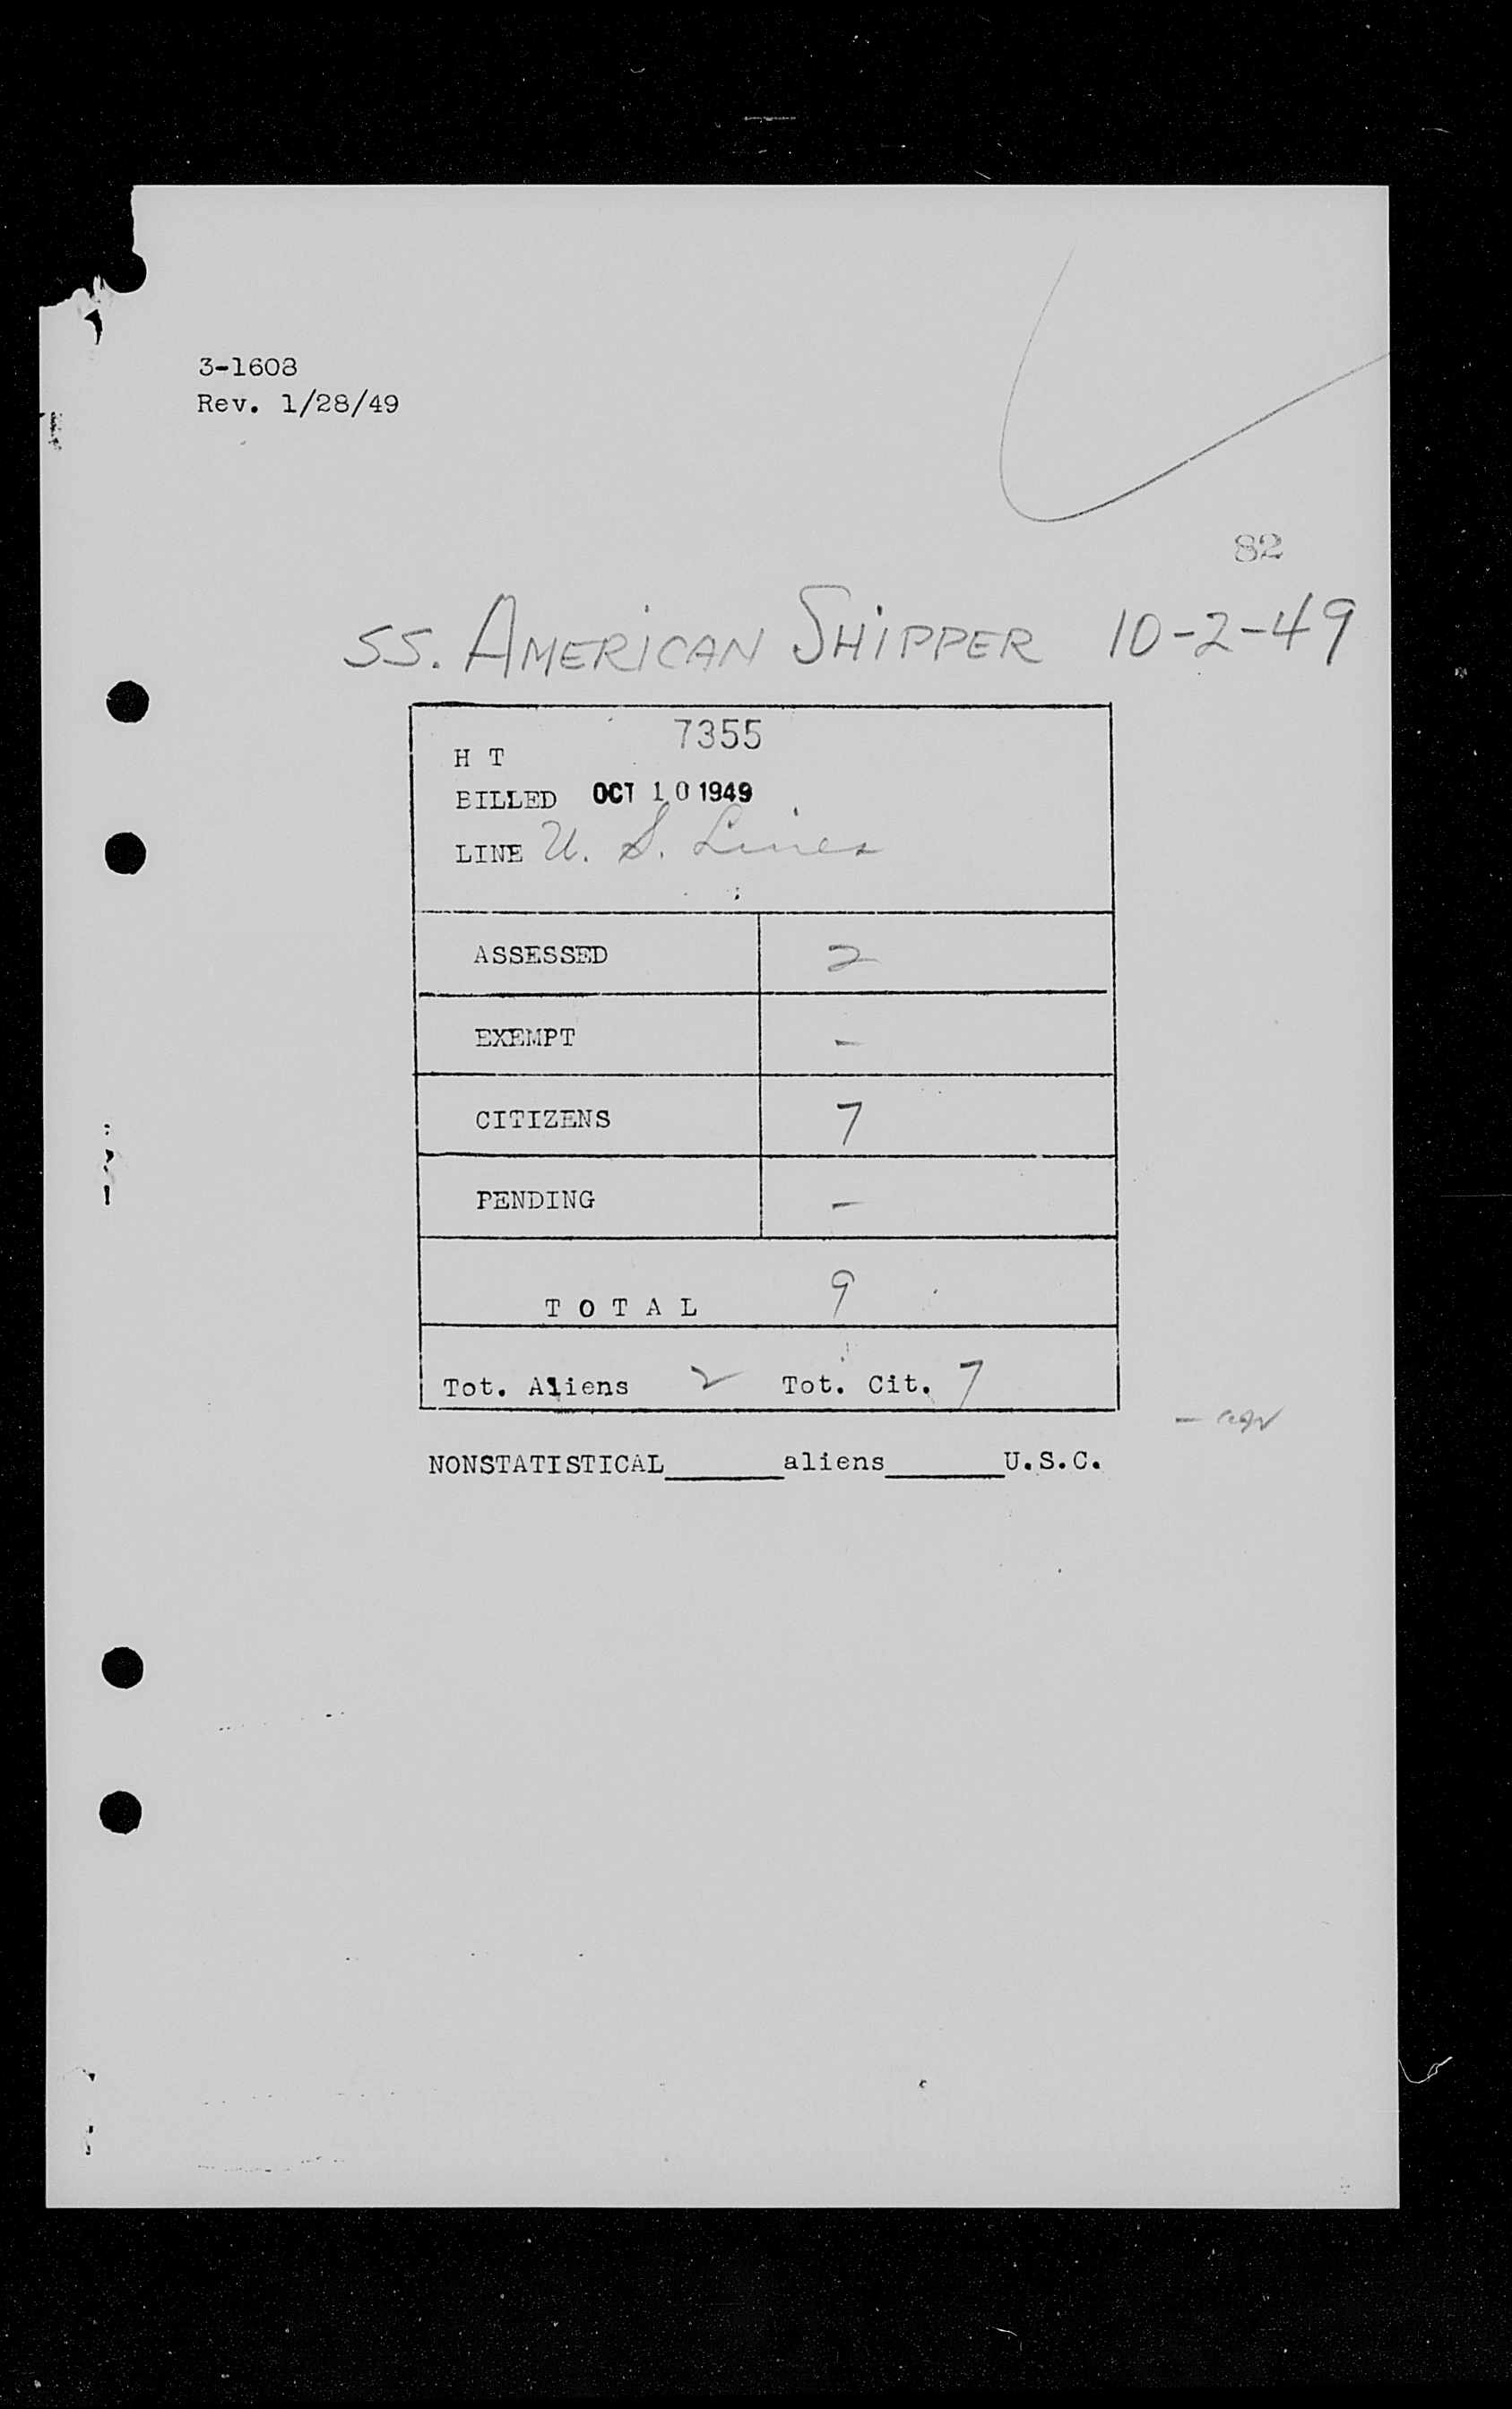 3-1608
Rev. 1/28/49
82
SS. AMERICAN SHIPPER 10-2-49
7355
H T
BILLED OCT 10 1949
LINE U. S. Lines
ASSESSED 2
EXEMPT -
CITIZENS 7
PENDING -
T O T A L 9
Tot. Aliens 2 Tot. Cit. 7
NONSTATISTICAL______aliens______U.S.C.